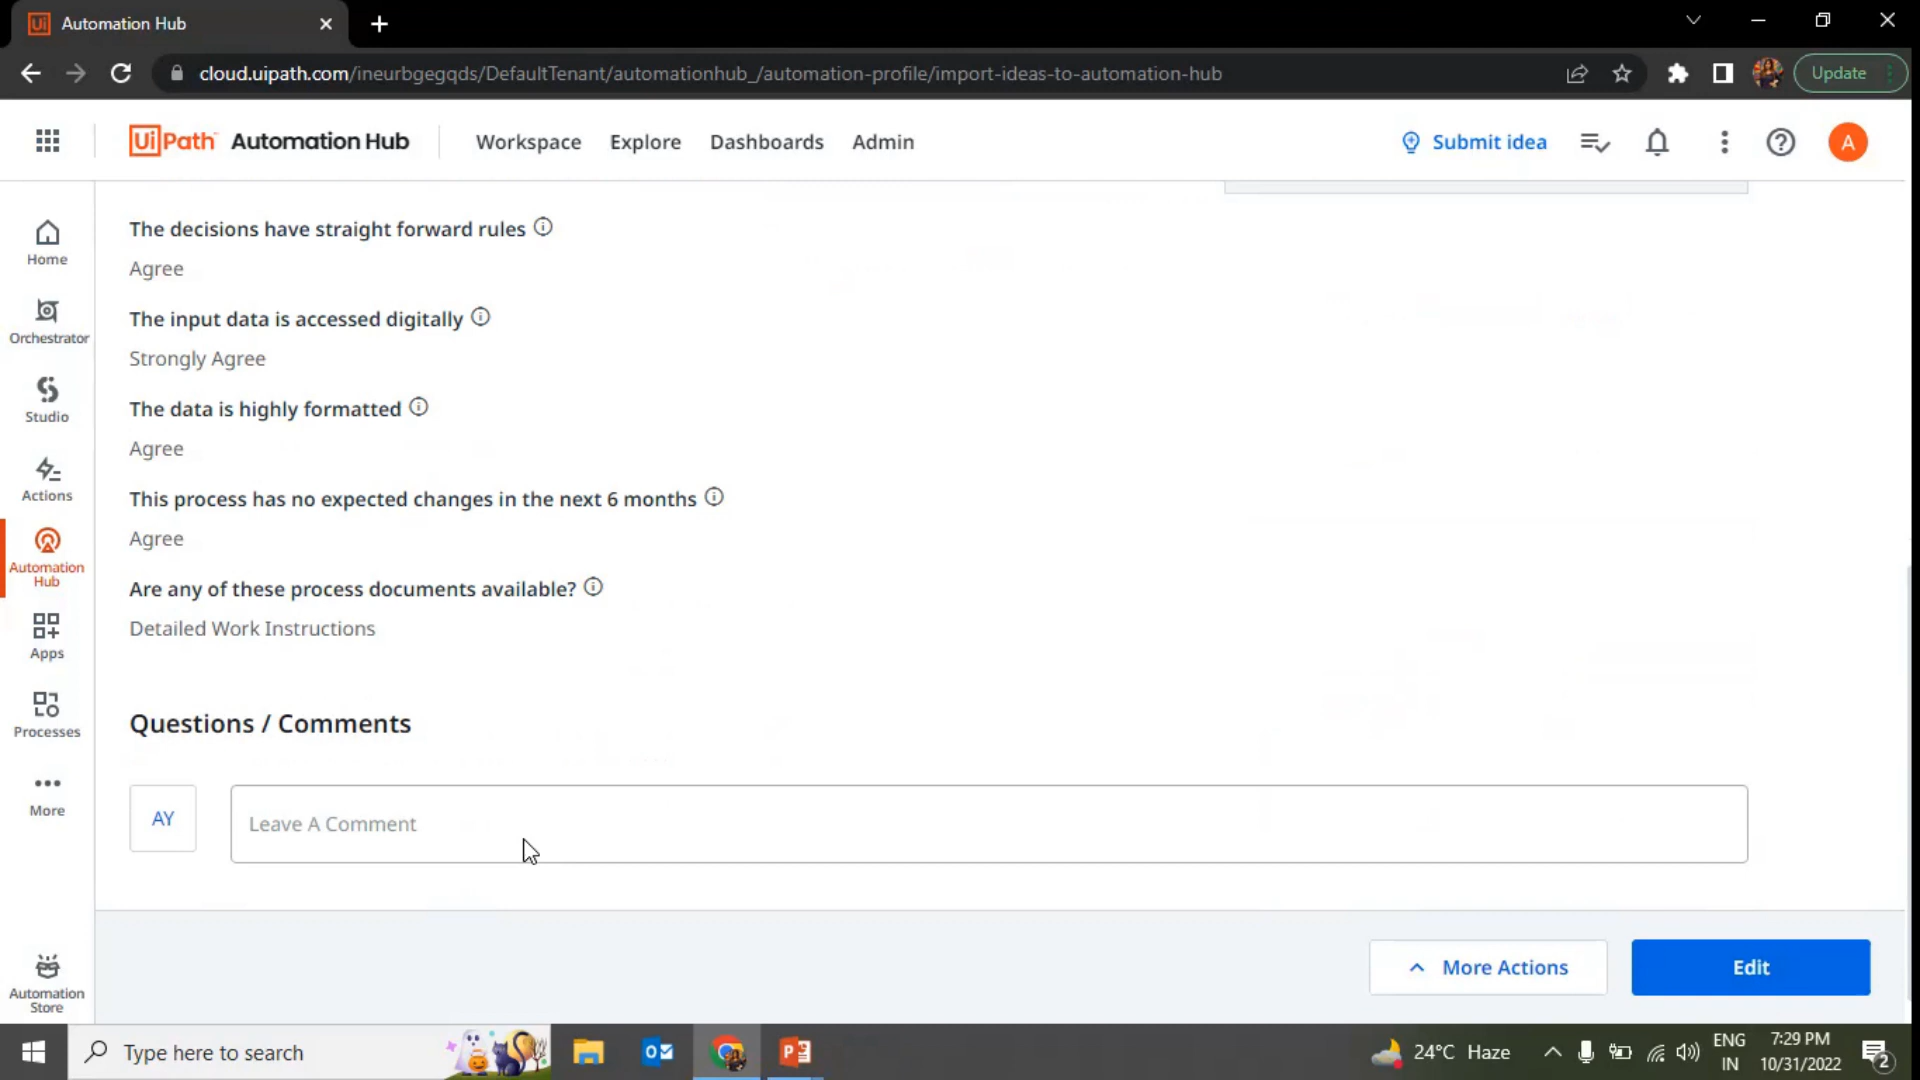 Automation Hub
cloud.uipath.com/ineurbgegqds/DefaultTenant/automationhub_/automation-profile/import-ideas-to-automation-hub
Update
UiPath Automation Hub
Workspace
Explore
Dashboards
Admin
Submit idea
A
Home
Orchestrator
Studio
Actions
Automation
Hub
Apps
Processes
More
Automation
Store
The decisions have straight forward rules
Agree
The input data is accessed digitally
Strongly Agree
The data is highly formatted
Agree
This process has no expected changes in the next 6 months
Agree
Are any of these process documents available?
Detailed Work Instructions
Questions / Comments
AY
Leave A Comment
More Actions
Edit
Type here to search
24°C Haze
ENG
IN
7:29 PM
10/31/2022
2